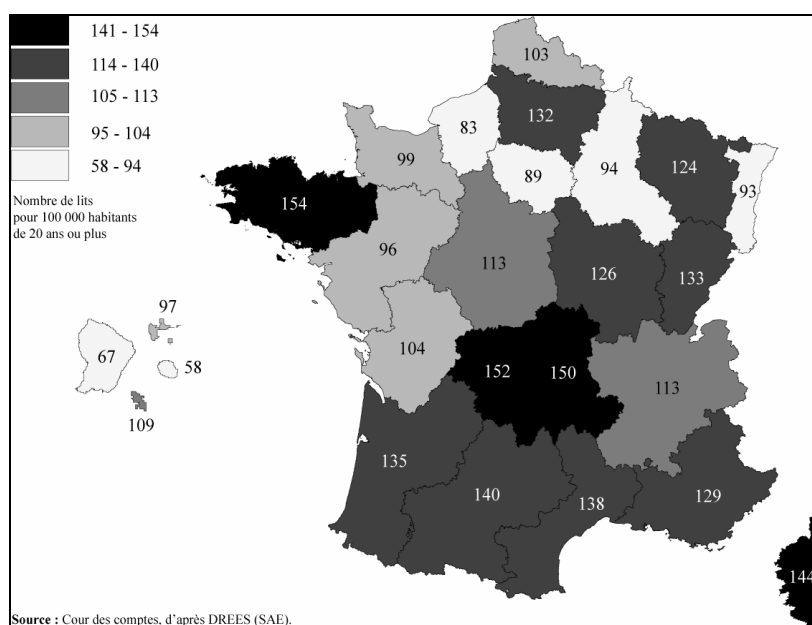 141 - 154
114 - 140
105 - 113
95 - 104
58 - 94
Nombre de lits
pour 100 000 habitants
de 20 ans ou plus
103
132
83
99
89
94
124
93
154
96
113
126
133
97
67
58
109
104
152
150
113
135
140
138
129
144
Source : Cour des comptes, d'après DREES (SAE).